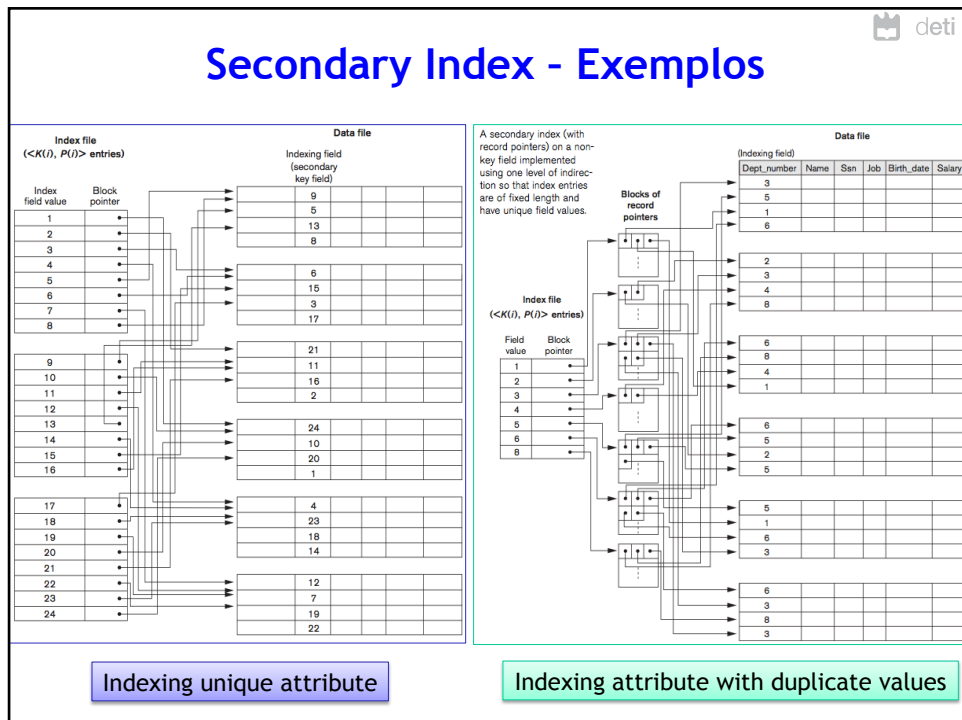 deti
Secondary Index - Exemplos
Index file
(<K(i), P(i)> entries)
Index
field value
Block
pointer
1
2
3
4
5
6
7
8
9
10
11
12
13
14
15
16
17
18
19
20
21
22
23
24
Data file
Indexing field
(secondary
key field)
9
5
13
8
6
15
3
17
21
11
16
2
24
10
20
1
4
23
18
14
12
7
19
22
Indexing unique attribute
A secondary index (with
record pointers) on a non-
key field implemented
using one level of indirec-
tion so that index entries
are of fixed length and
have unique field values.
Index file
(<K(i), P(i)> entries)
Field
value
Block
pointer
1
2
3
4
5
6
8
Blocks of
record
pointers
Data file
(Indexing field)
Dept_number Name Ssn Job Birth_date Salary
3
5
1
6
2
3
4
8
6
8
4
1
6
5
2
5
5
1
6
3
6
3
8
3
Indexing attribute with duplicate values